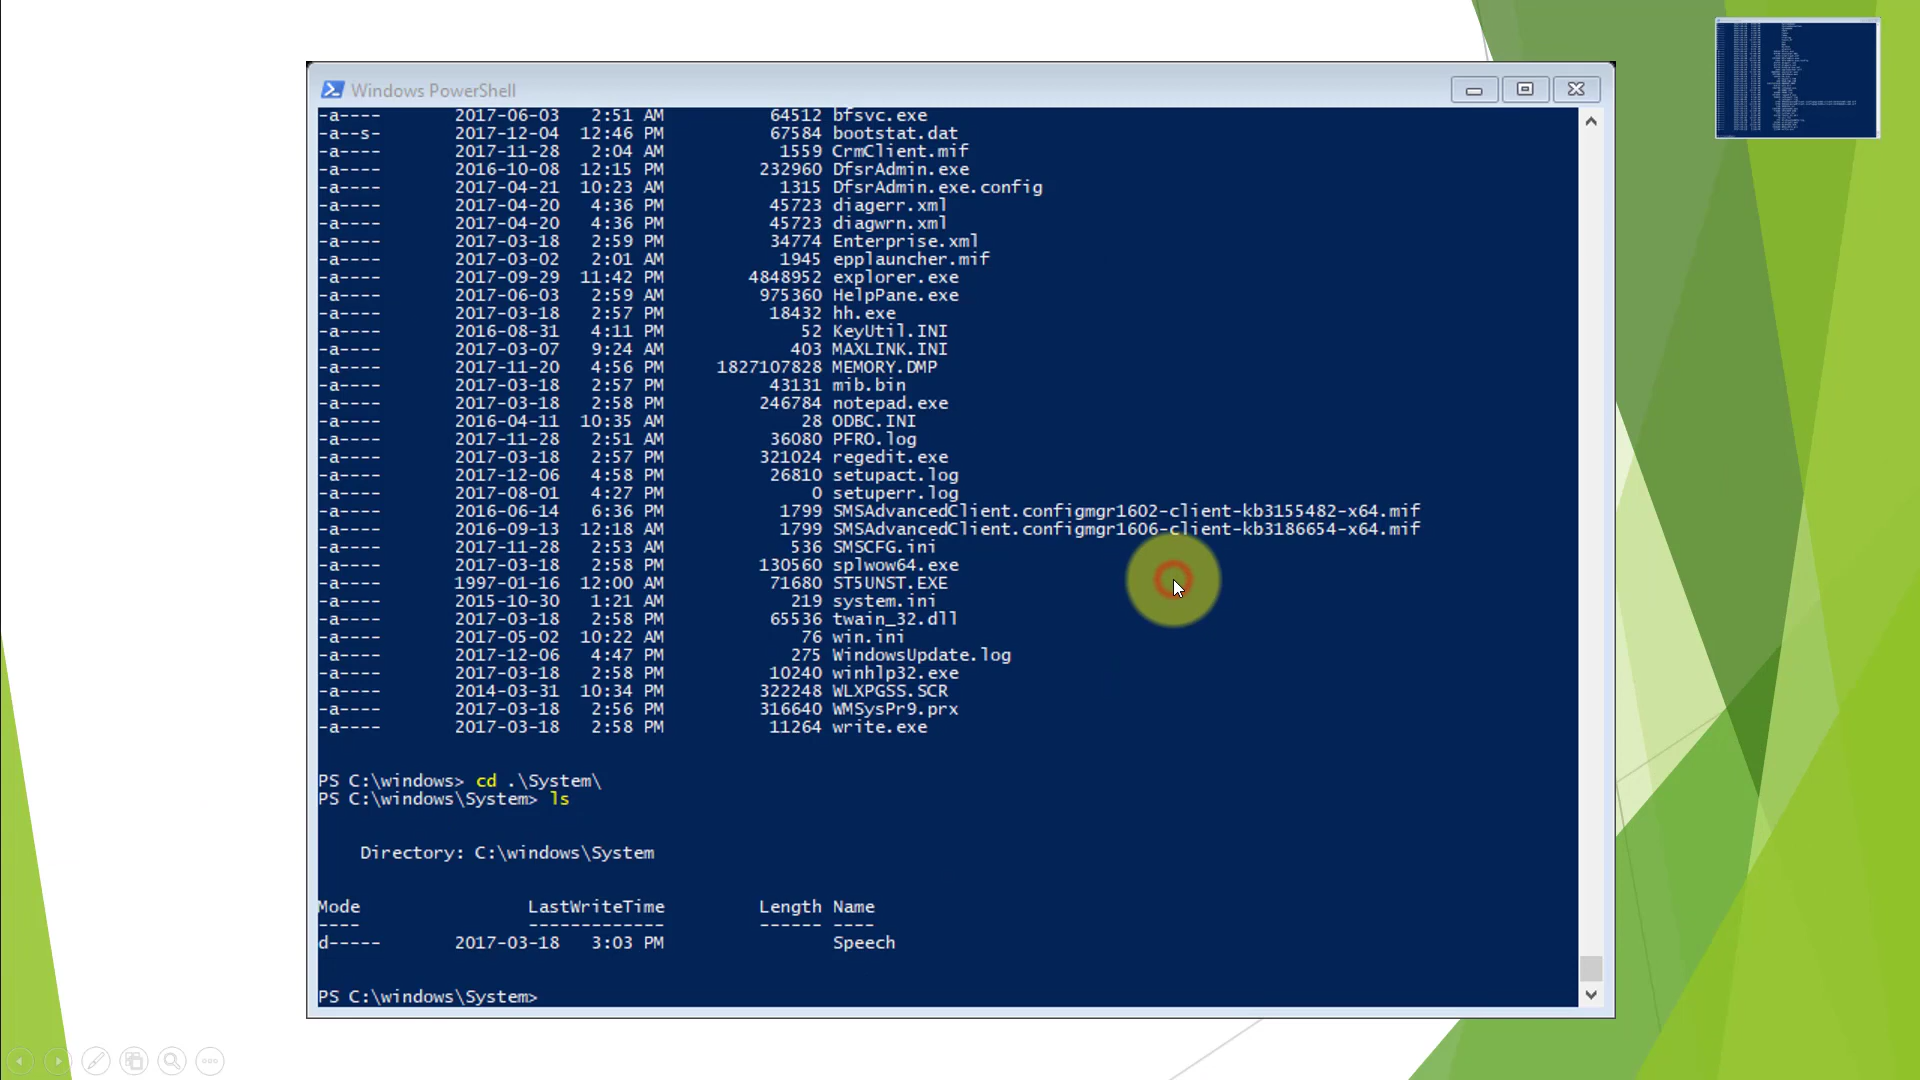 Windows PowerShell
-a---- 2017-06-03 2:51 AM 64512 bfsvc.exe
-a--s- 2017-12-04 12:46 PM 67584 bootstat.dat
-a---- 2017-11-28 2:04 AM 1559 CrmClient.mif
-a---- 2016-10-08 12:15 PM 232960 DfsrAdmin.exe
-a---- 2017-04-21 10:23 AM 1315 DfsrAdmin.exe.config
-a---- 2017-04-20 4:36 PM 45723 diagerr.xml
-a---- 2017-04-20 4:36 PM 45723 diagwrn.xml
-a---- 2017-03-18 2:59 PM 34774 Enterprise.xml
-a---- 2017-03-02 2:01 AM 1945 epplauncher.mif
-a---- 2017-09-29 11:42 PM 4848952 explorer.exe
-a---- 2017-06-03 2:59 AM 975360 HelpPane.exe
-a---- 2017-03-18 2:57 PM 18432 hh.exe
-a---- 2016-08-31 4:11 PM 52 KeyUtil.INI
-a---- 2017-03-07 9:24 AM 403 MAXLINK.INI
-a---- 2017-11-20 4:56 PM 1827107828 MEMORY.DMP
-a---- 2017-03-18 2:57 PM 43131 mib.bin
-a---- 2017-03-18 2:58 PM 246784 notepad.exe
-a---- 2016-04-11 10:35 AM 28 ODBC.INI
-a---- 2017-11-28 2:51 AM 36080 PFRO.log
-a---- 2017-03-18 2:57 PM 321024 regedit.exe
-a---- 2017-12-06 4:58 PM 26810 setupact.log
-a---- 2017-08-01 4:27 PM 0 setuperr.log
-a---- 2016-06-14 6:36 PM 1799 SMSAdvancedClient.configmgr1602-client-kb3155482-x64.mif
-a---- 2016-09-13 12:18 AM 1799 SMSAdvancedClient.configmgr1606-client-kb3186654-x64.mif
-a---- 2017-11-28 2:53 AM 536 SMSCFG.ini
-a---- 2017-03-18 2:58 PM 130560 splwow64.exe
-a---- 1997-01-16 12:00 AM 71680 ST5UNST.EXE
-a---- 2015-10-30 1:21 AM 219 system.ini
-a---- 2017-03-18 2:58 PM 65536 twain_32.dll
-a---- 2017-05-02 10:22 AM 76 win.ini
-a---- 2017-12-06 4:47 PM 275 WindowsUpdate.log
-a---- 2017-03-18 2:58 PM 10240 winhlp32.exe
-a---- 2014-03-31 10:34 PM 322248 WLXPGSS.SCR
-a---- 2017-03-18 2:56 PM 316640 WMSysPr9.prx
-a---- 2017-03-18 2:58 PM 11264 write.exe
PS C:\windows> cd .\System\
PS C:\windows\System> ls
Directory: C:\windows\System
Mode LastWriteTime Length Name
---- ------------- ------ ----
d----- 2017-03-18 3:03 PM Speech
PS C:\windows\System>